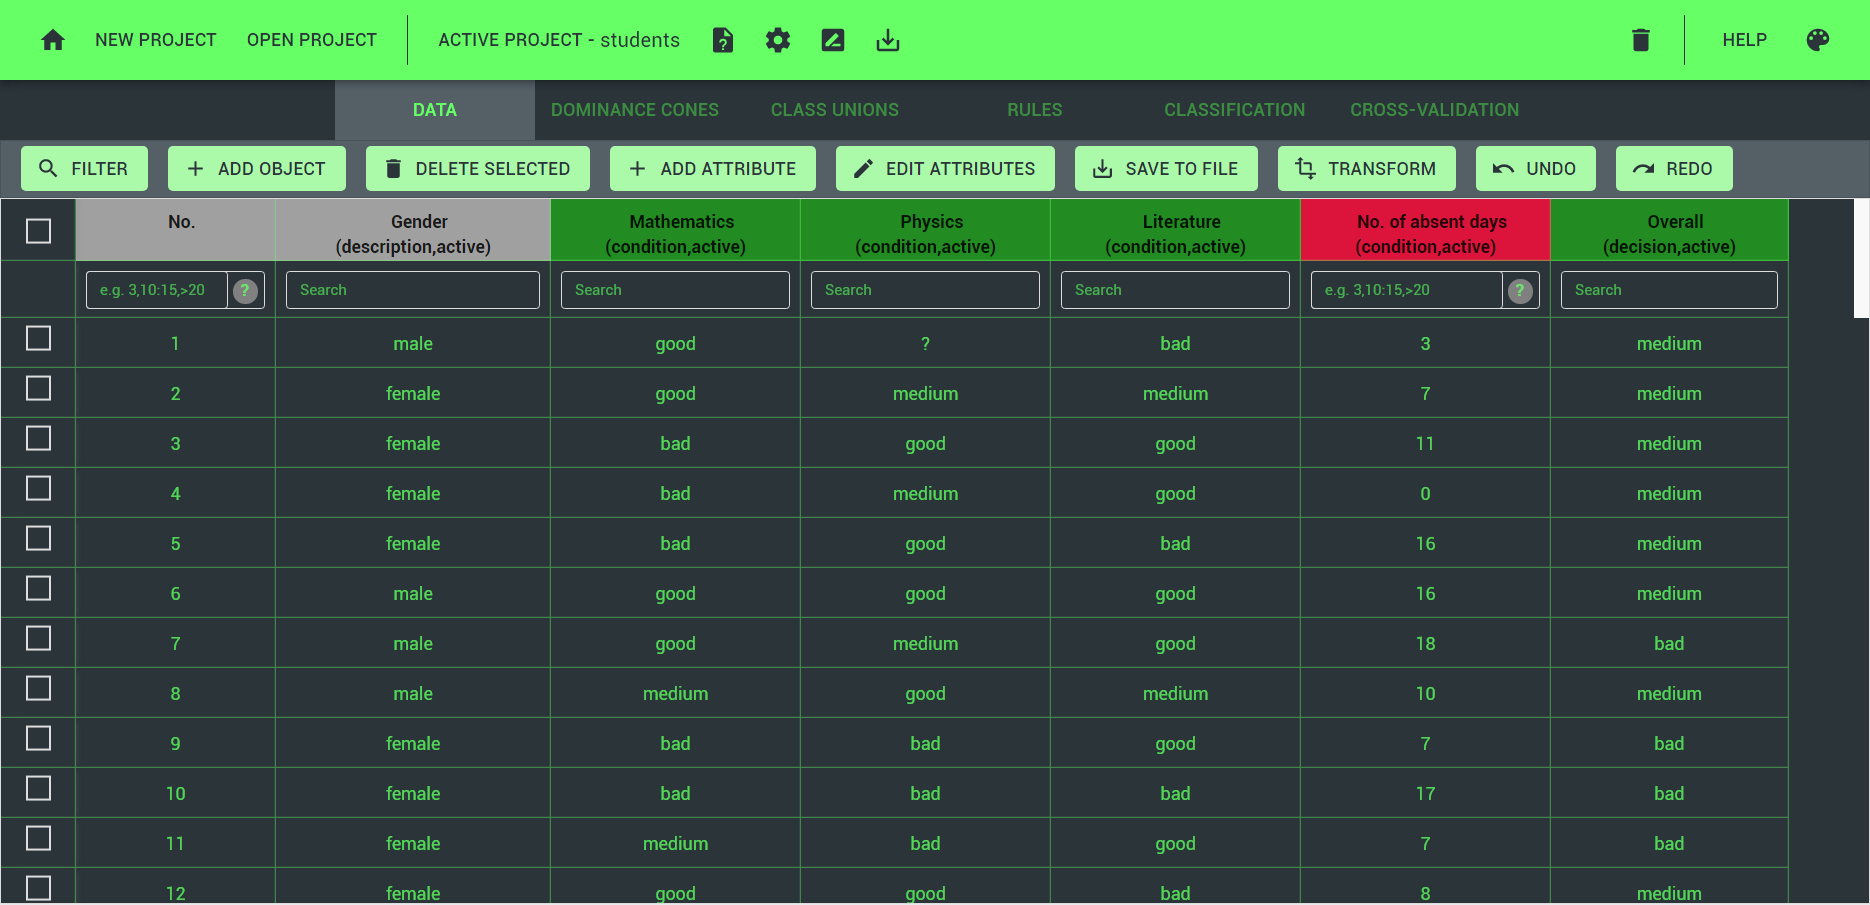 NEW PROJECT OPEN PROJECT ACTIVE PROJECT - students ? HELP
DATA DOMINANCE CONES CLASS UNIONS RULES CLASSIFICATION CROSS-VALIDATION
FILTER ADD OBJECT DELETE SELECTED ADD ATTRIBUTE EDIT ATTRIBUTES SAVE TO FILE TRANSFORM UNDO REDO
No. Gender Mathematics Physics Literature No. of absent days Overall
(description,active) (condition,active) (condition,active) (condition,active) (condition,active) (decision,active)
e.g. 3,10:15,>20 ? Search Search Search Search e.g. 3,10:15,>20 ? Search
1 male good ? bad 3 medium
2 female good medium medium 7 medium
3 female bad good good 11 medium
4 female bad medium good 0 medium
5 female bad good bad 16 medium
6 male good good good 16 medium
7 male good medium good 18 bad
8 male medium good medium 10 medium
9 female bad bad good 7 bad
10 female bad bad bad 17 bad
11 female medium bad good 7 bad
12 female good good bad 8 medium